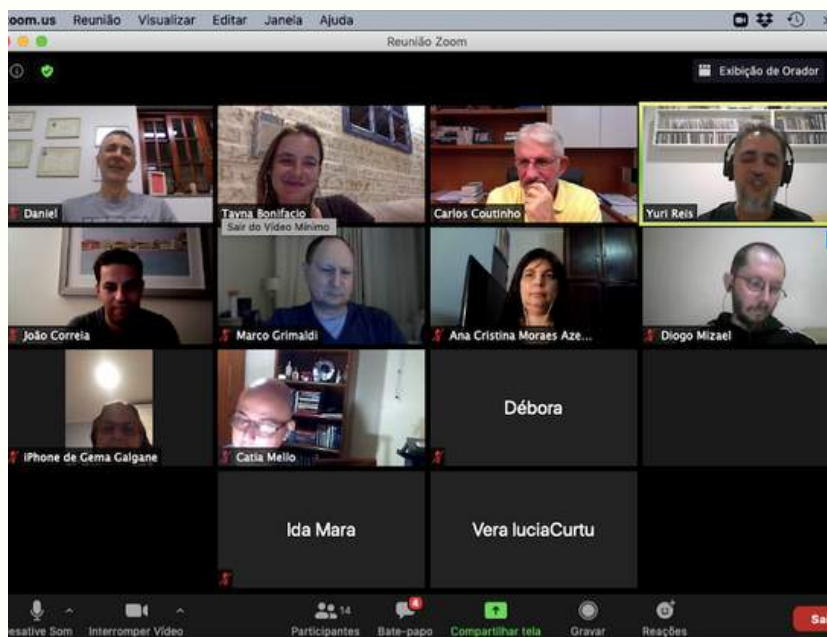 zoom.us Reunião Visualizar Editar Janela Ajuda
Reunião Zoom
Exibição de Orador
Daniel
Tayna Bonifacio
Carlos Coutinho
Yuri Reis
Sair do Vídeo Mínimo
João Correia
Marco Grimaldi
Ana Cristina Moraes Aze...
Diogo Mizael
iPhone de Gema Galgane
Catia Mello
Débora
Ida Mara
Vera luciaCurtu
4
14
esative Som Interromper Vídeo Participantes Bate-papo Compartilhar tela Gravar Reações Sa